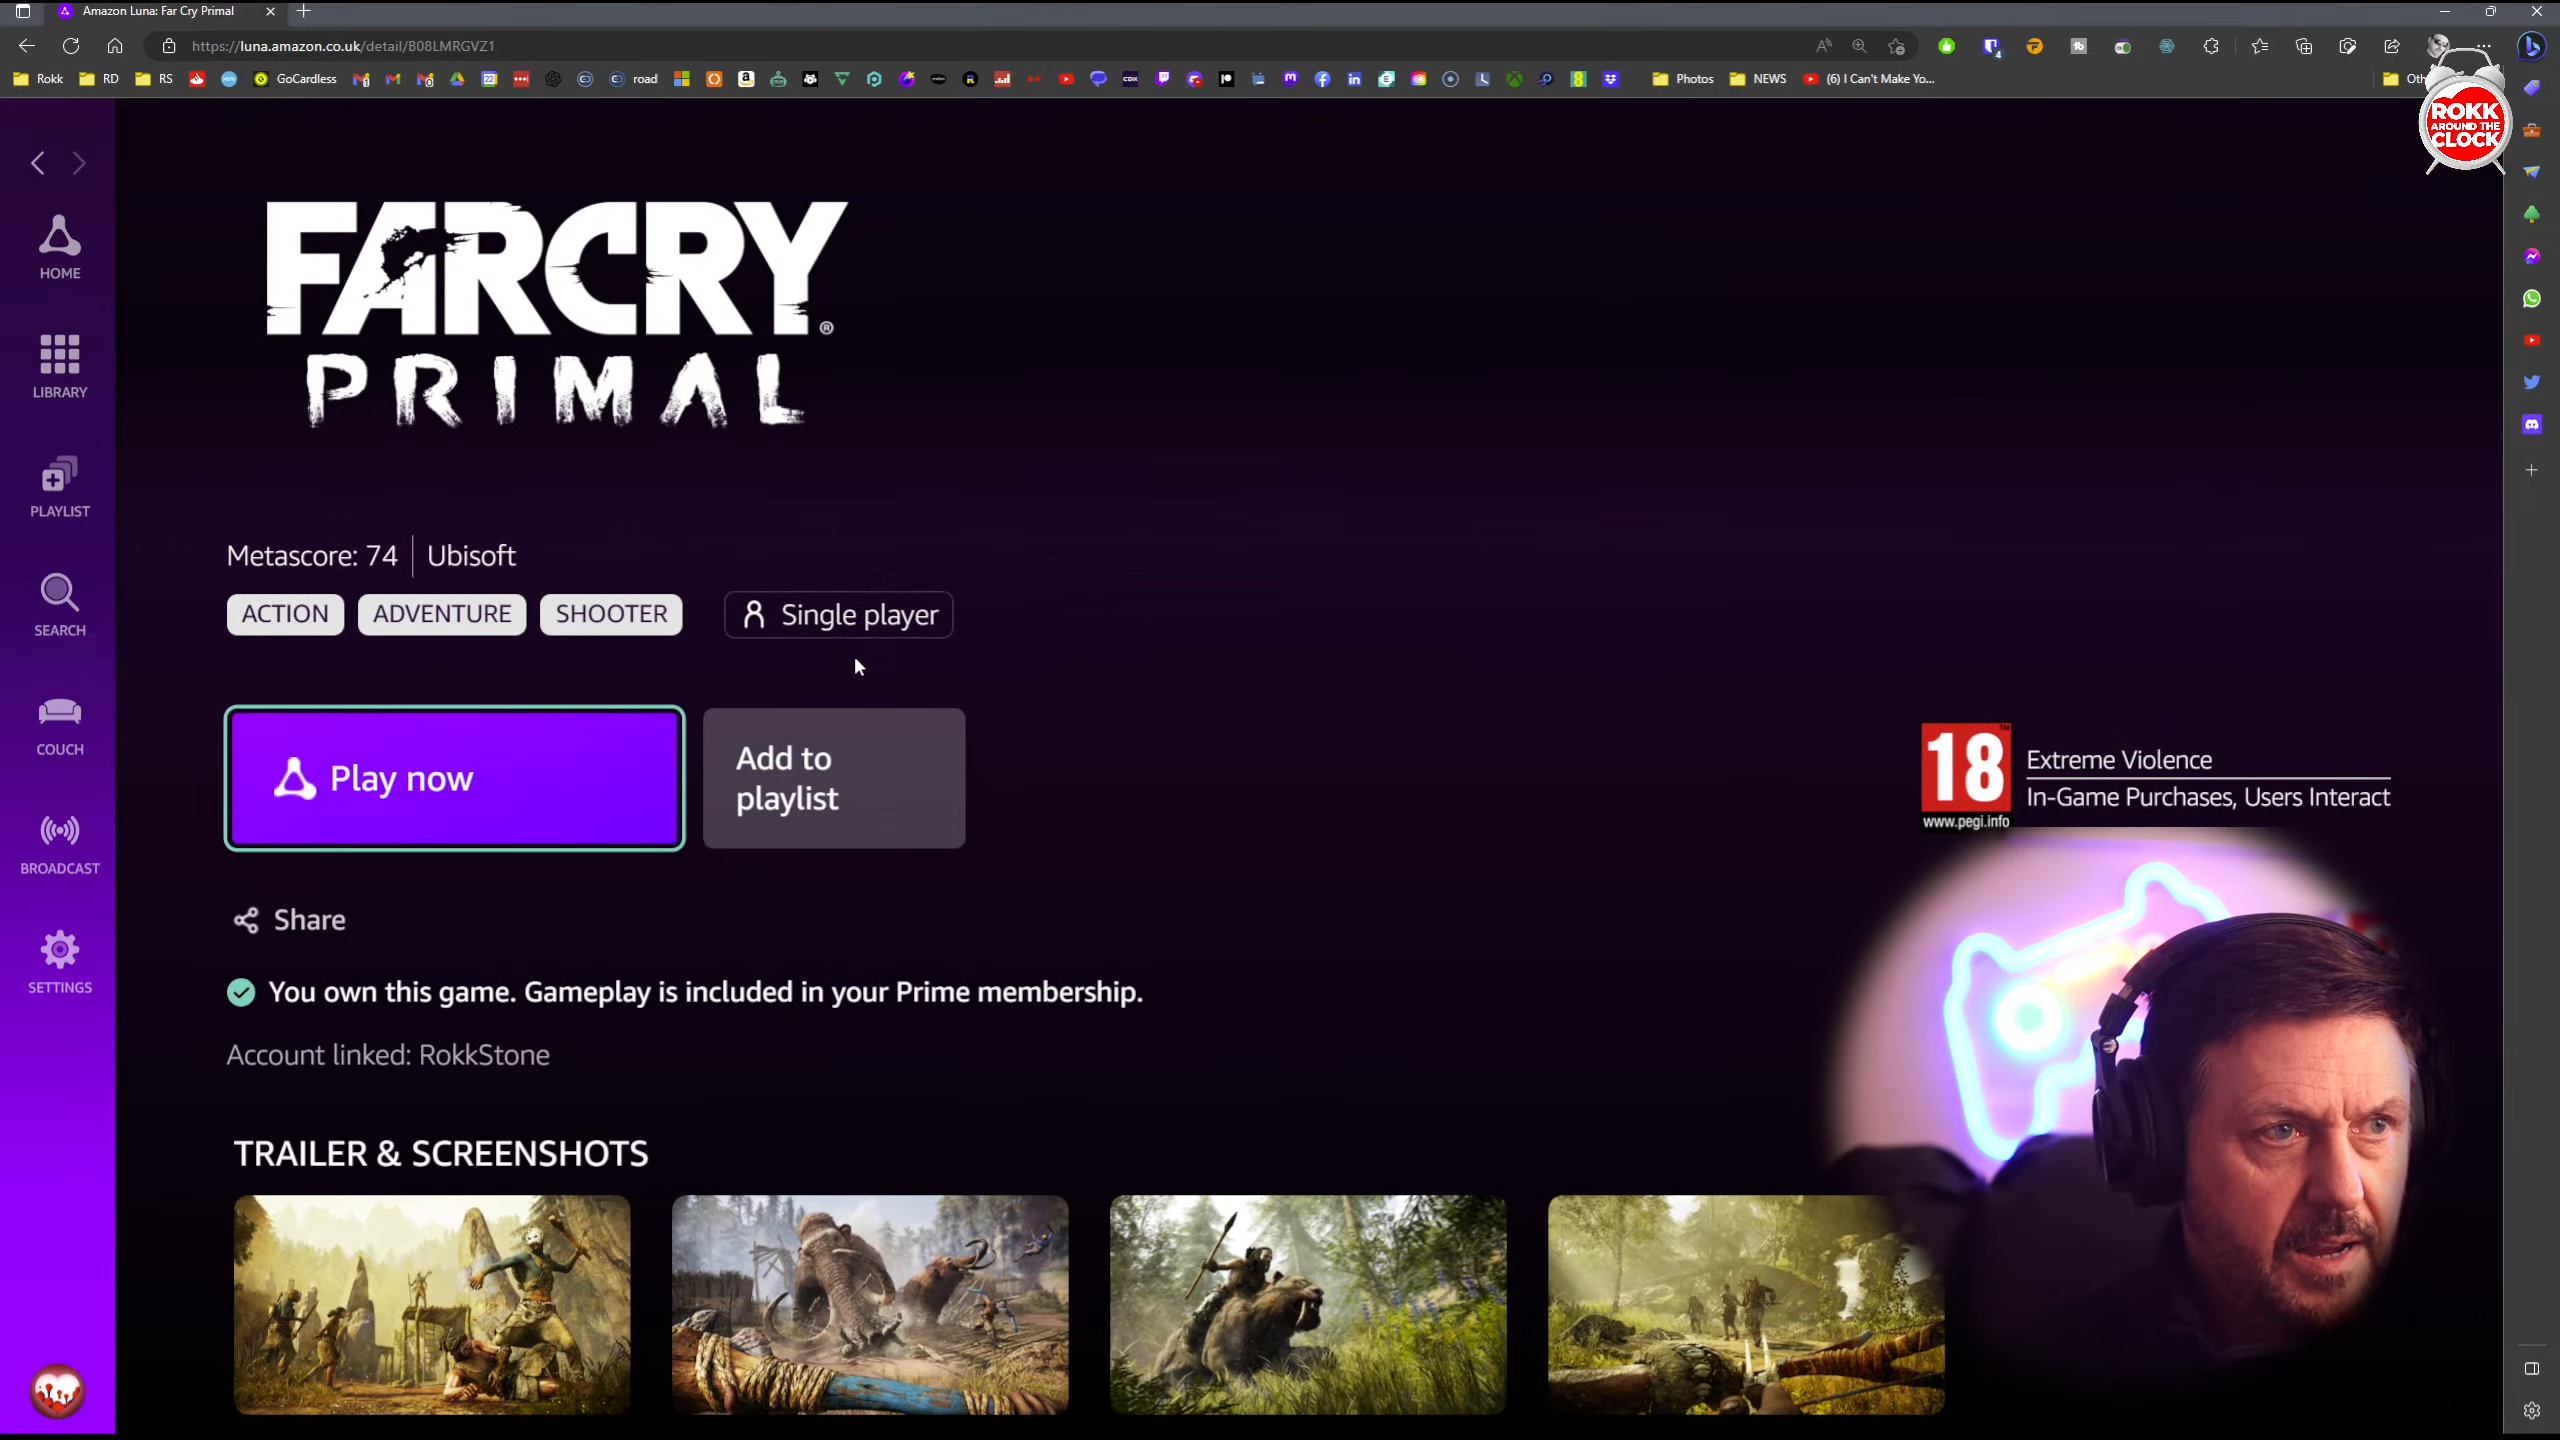 Amazon Luna: Far Cry Primal
https://luna.amazon.co.uk/detail/B08LMRGVZ1
Rokk
RD
RS
GoCardless
road
Photos
NEWS
(6) I Can't Make Yo...
ROKK
AROUND THE
CLOCK
HOME
LIBRARY
PLAYLIST
SEARCH
COUCH
BROADCAST
SETTINGS
FARCRY®
PRIMAL
Metascore: 74 | Ubisoft
ACTION ADVENTURE SHOOTER Single player
Play now
Add to
playlist
18
www.pegi.info
Extreme Violence
In-Game Purchases, Users Interact
Share
You own this game. Gameplay is included in your Prime membership.
Account linked: RokkStone
TRAILER & SCREENSHOTS